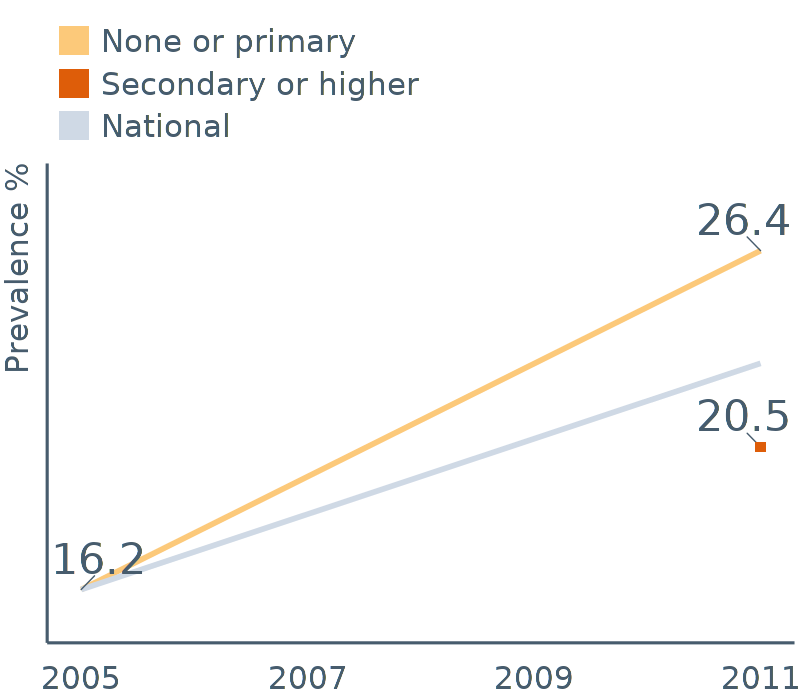 None or primary
Secondary or higher
National
Prevalence %
26.4
20.5
16.2
2005 2007 2009 2011